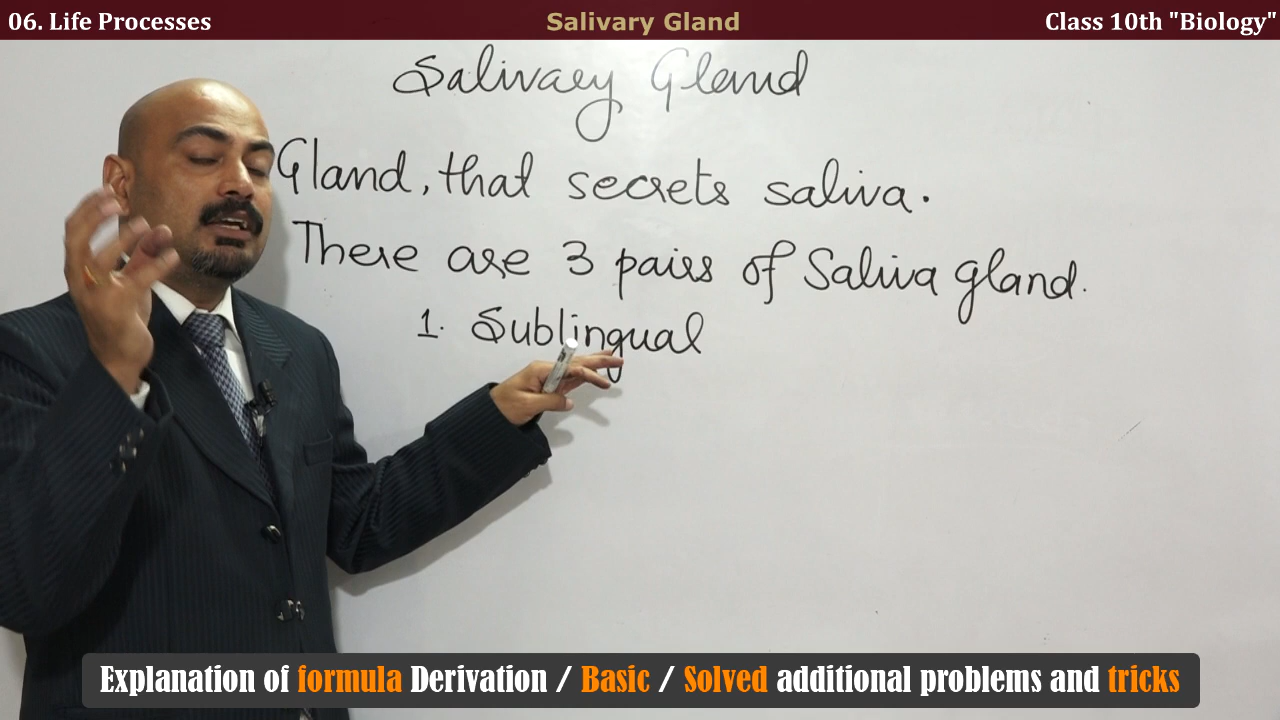 06. Life Processes
Salivary Gland
Class 10th "Biology"
Salivary Gland
Gland, that secrets saliva.
There are 3 pairs of Saliva gland.
1. Sublingual
Explanation of formula Derivation / Basic / Solved additional problems and tricks